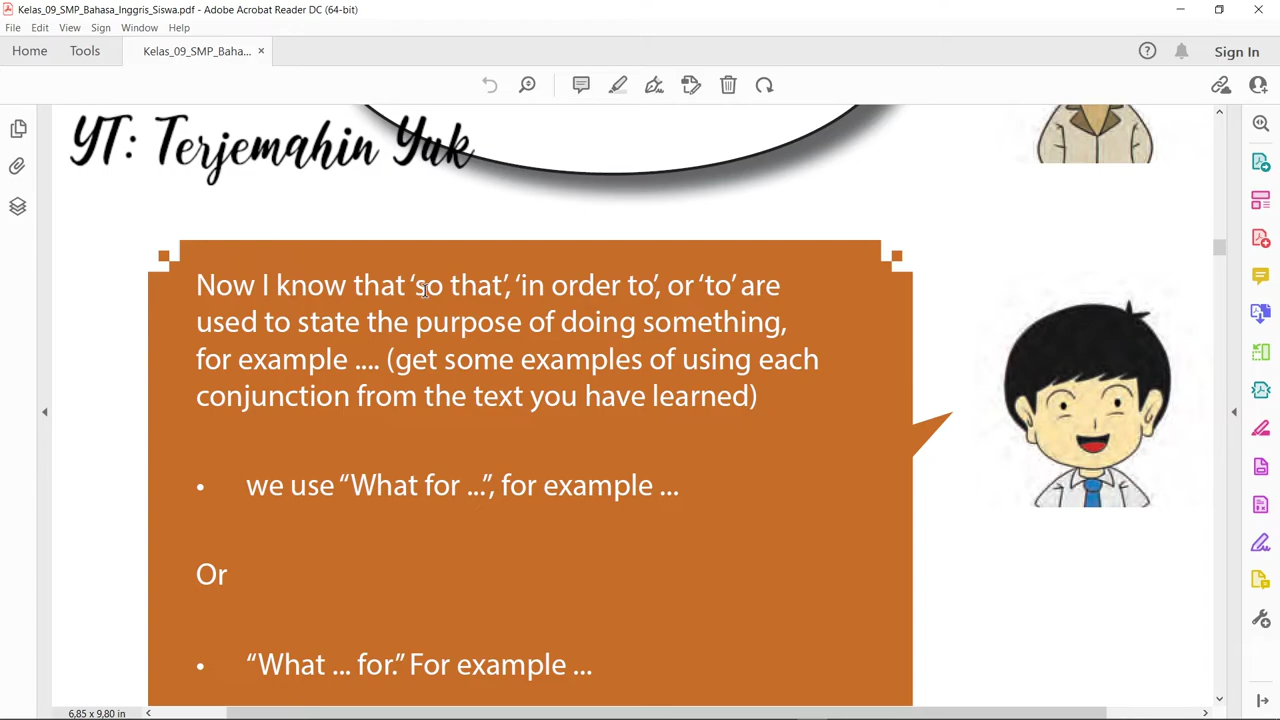 Kelas_09_SMP_Bahasa_Inggris_Siswa.pdf - Adobe Acrobat Reader DC (64-bit)
File Edit View Sign Window Help
Home Tools Kelas_09_SMP_Baha... × Sign In
YT: Terjemahin Yuk
Now I know that ‘so that’, ‘in order to’, or ‘to’ are
used to state the purpose of doing something,
for example .... (get some examples of using each
conjunction from the text you have learned)
• we use “What for ...”, for example ...
Or
• “What ... for.” For example ...
6,85 x 9,80 in